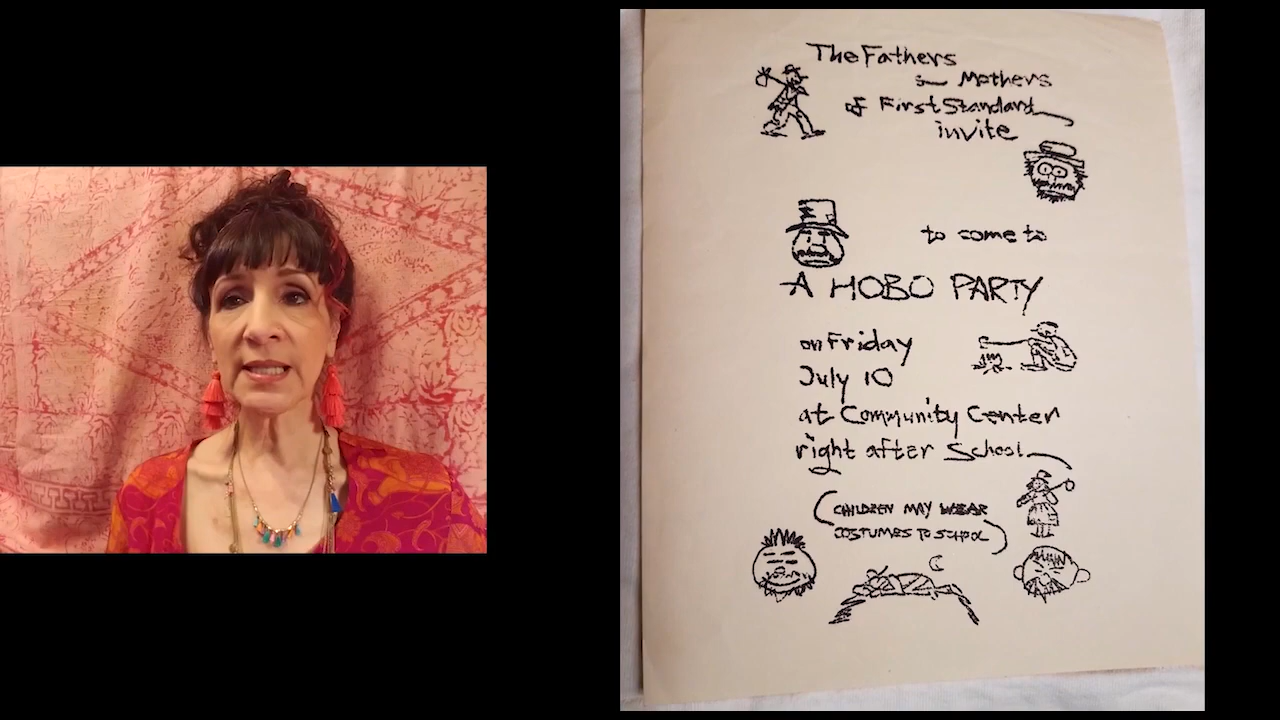 The Fathers
& Mothers
of First Standard
invite
to come to
A HOBO PARTY
on Friday
July 10
at Community Center
right after School
(CHILDREN MAY WEAR
COSTUMES TO SCHOOL)